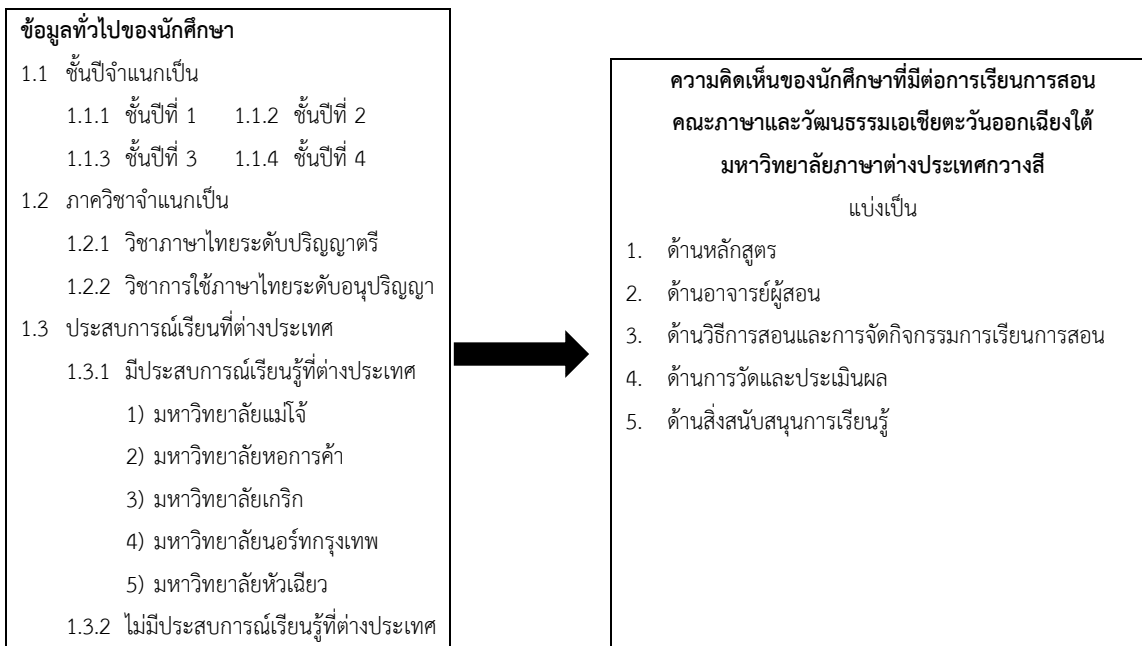 ข้อมูลทั่วไปของนักศึกษา
1.1 ชั้นปีจำแนกเป็น
1.1.1 ชั้นปีที่ 1 1.1.2 ชั้นปีที่ 2
1.1.3 ชั้นปีที่ 3 1.1.4 ชั้นปีที่ 4
1.2 ภาควิชาจำแนกเป็น
1.2.1 วิชาภาษาไทยระดับปริญญาตรี
1.2.2 วิชาการใช้ภาษาไทยระดับอนุปริญญา
1.3 ประสบการณ์เรียนที่ต่างประเทศ
1.3.1 มีประสบการณ์เรียนรู้ที่ต่างประเทศ
1) มหาวิทยาลัยแม่โจ้
2) มหาวิทยาลัยหอการค้า
3) มหาวิทยาลัยเกริก
4) มหาวิทยาลัยนอร์ทกรุงเทพ
5) มหาวิทยาลัยหัวเฉียว
1.3.2 ไม่มีประสบการณ์เรียนรู้ที่ต่างประเทศ
ความคิดเห็นของนักศึกษาที่มีต่อการเรียนการสอน
คณะภาษาและวัฒนธรรมเอเชียตะวันออกเฉียงใต้
มหาวิทยาลัยภาษาต่างประเทศกวางสี
แบ่งเป็น
1. ด้านหลักสูตร
2. ด้านอาจารย์ผู้สอน
3. ด้านวิธีการสอนและการจัดกิจกรรมการเรียนการสอน
4. ด้านการวัดและประเมินผล
5. ด้านสิ่งสนับสนุนการเรียนรู้